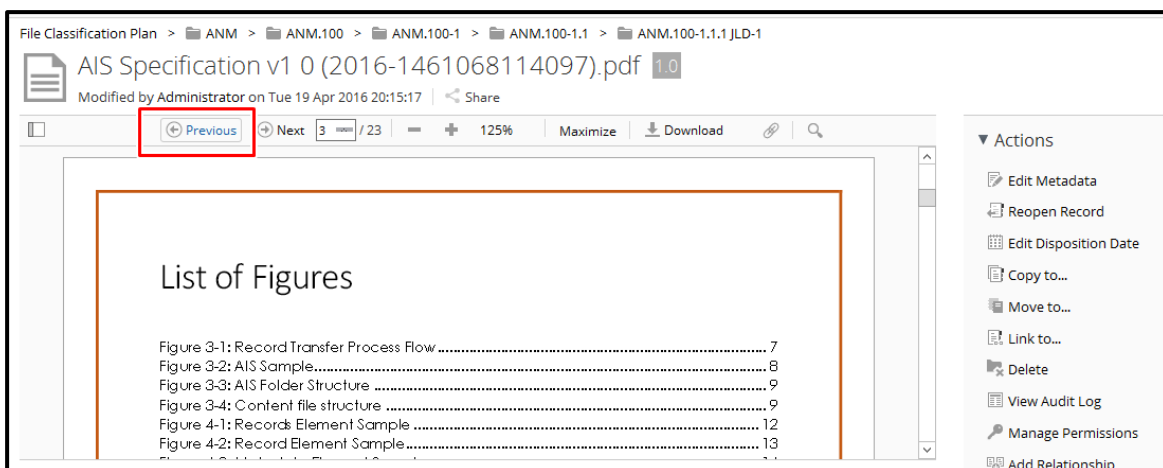 File Classification Plan > ANM > ANM.100 > ANM.100-1 > ANM.100-1.1 > ANM.100-1.1.1 JLD-1
AIS Specification v1 0 (2016-1461068114097).pdf 1.0
Modified by Administrator on Tue 19 Apr 2016 20:15:17 Share
Previous Next 3 / 23 125% Maximize Download
List of Figures
Figure 3-1: Record Transfer Process Flow 7
Figure 3-2: AIS Sample 8
Figure 3-3: AIS Folder Structure 9
Figure 3-4: Content file structure 9
Figure 4-1: Records Element Sample 12
Figure 4-2: Record Element Sample 13
Actions
Edit Metadata
Reopen Record
Edit Disposition Date
Copy to...
Move to...
Link to...
Delete
View Audit Log
Manage Permissions
Add Relationship